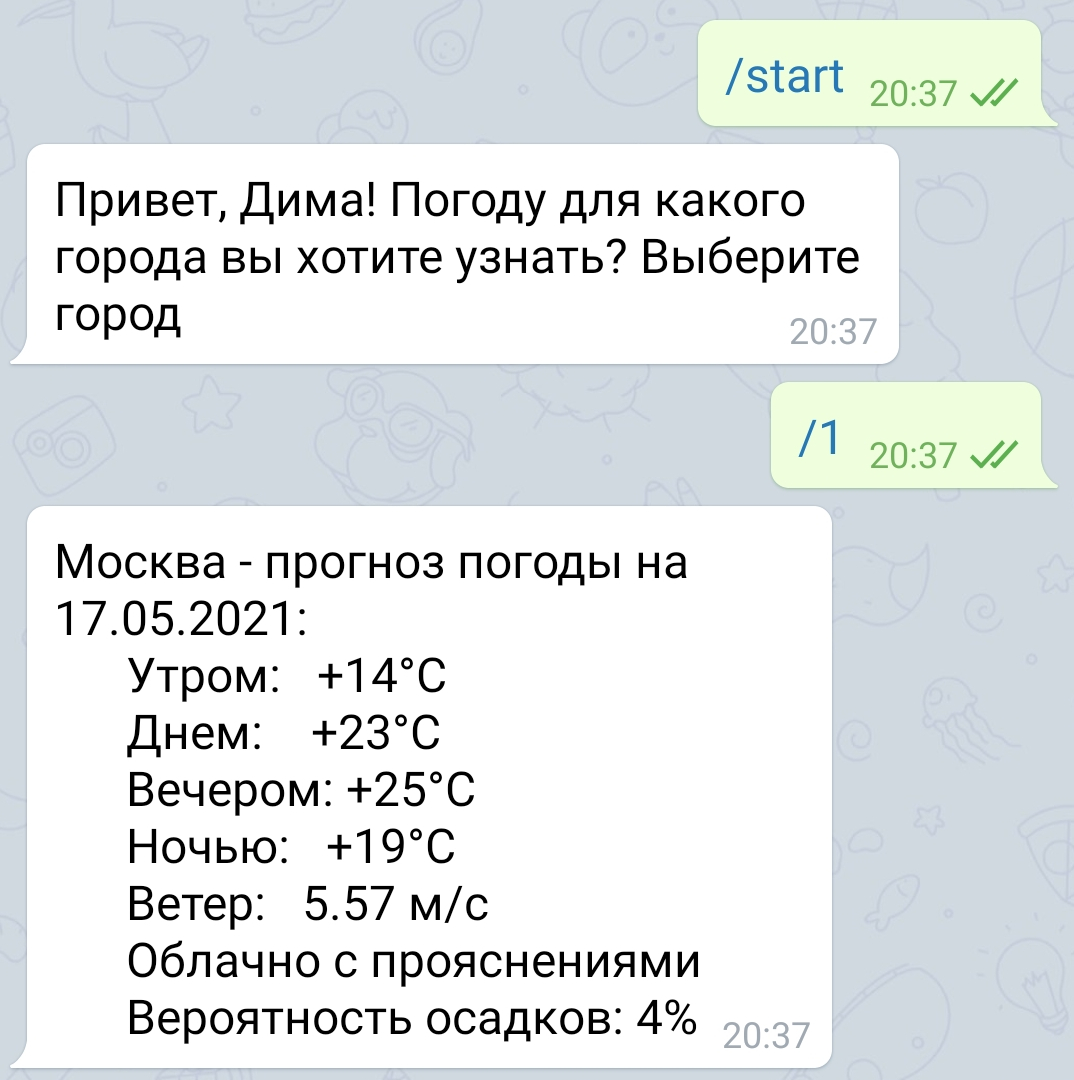 /start 20:37
Привет, Дима! Погоду для какого
города вы хотите узнать? Выберите
город
20:37
/1 20:37
Москва - прогноз погоды на
17.05.2021:
Утром: +14°C
Днем: +23°C
Вечером: +25°C
Ночью: +19°C
Ветер: 5.57 м/с
Облачно с прояснениями
Вероятность осадков: 4% 20:37